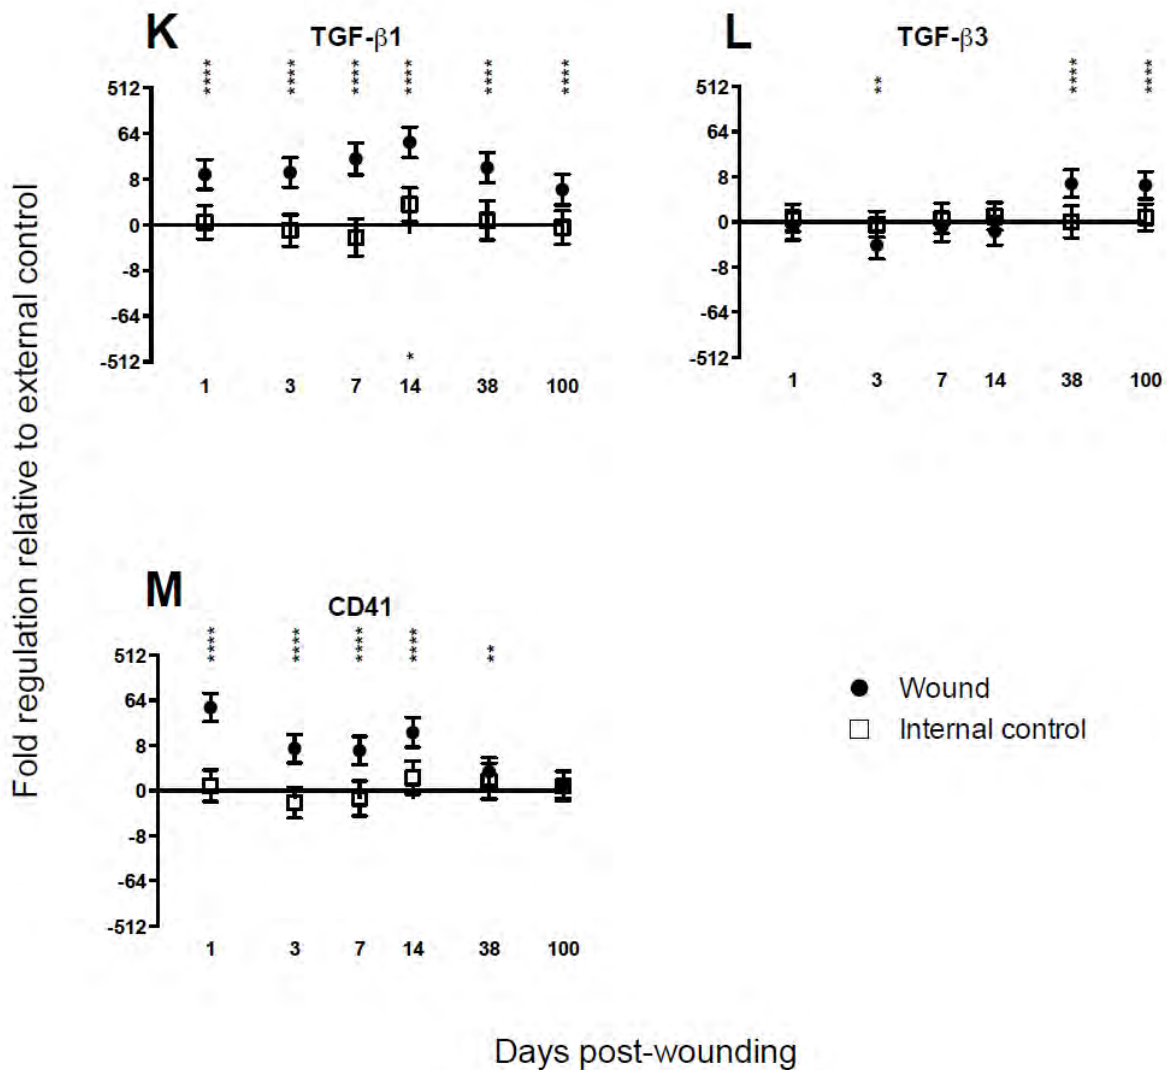 K
TGF-β1
**** **** **** **** **** ****
512
64
8
0
-8
-64
-512
*
1 3 7 14 38 100
L
TGF-β3
** **** ****
512
64
8
0
-8
-64
-512
1 3 7 14 38 100
Fold regulation relative to external control
M
CD41
**** **** **** **** **
512
64
8
0
-8
-64
-512
1 3 7 14 38 100
Wound
Internal control
Days post-wounding